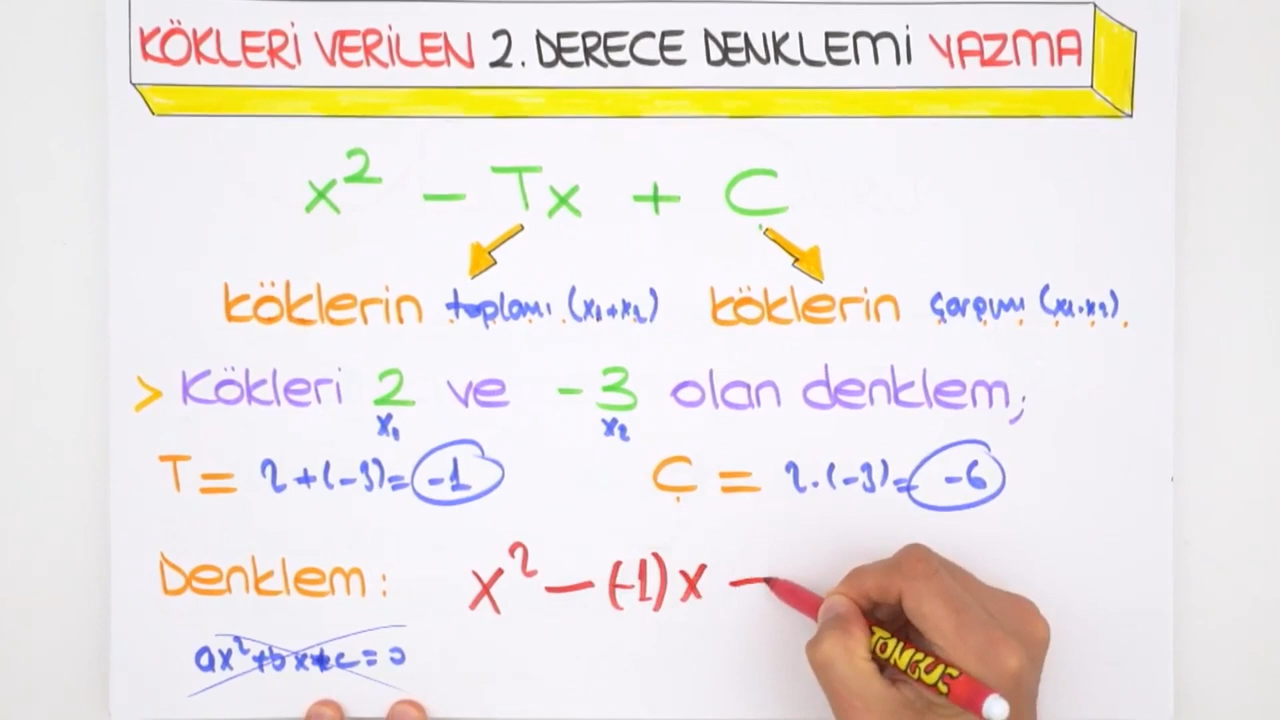 KÖKLERİ VERİLEN 2. DERECE DENKLEMİ YAZMA
x² - Tx + Ç
köklerin toplamı (x₁+x₂) köklerin çarpımı (x₁.x₂).
> Kökleri 2 ve -3 olan denklem;
x₁ x₂
T = 2+(-3)= -1 Ç = 2.(-3)= -6
Denklem: x² - (-1)x -
ax²+bx+c=0
TONGUÇ